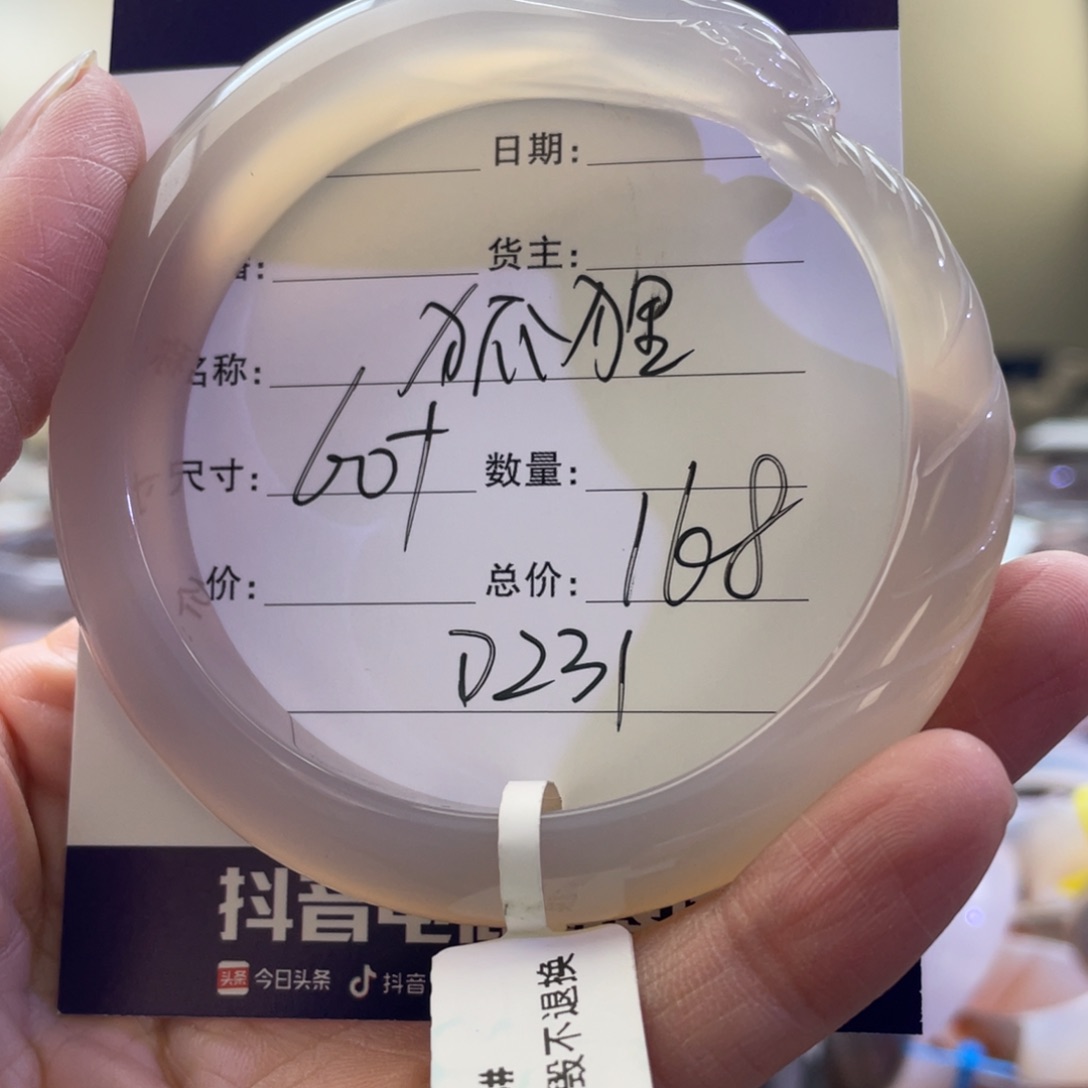 日期:
货主:
名称: 狐狸
尺寸: 60+ 数量:
价: 总价: 168
D231
抖音电
头条 今日头条 抖音
毁不退换